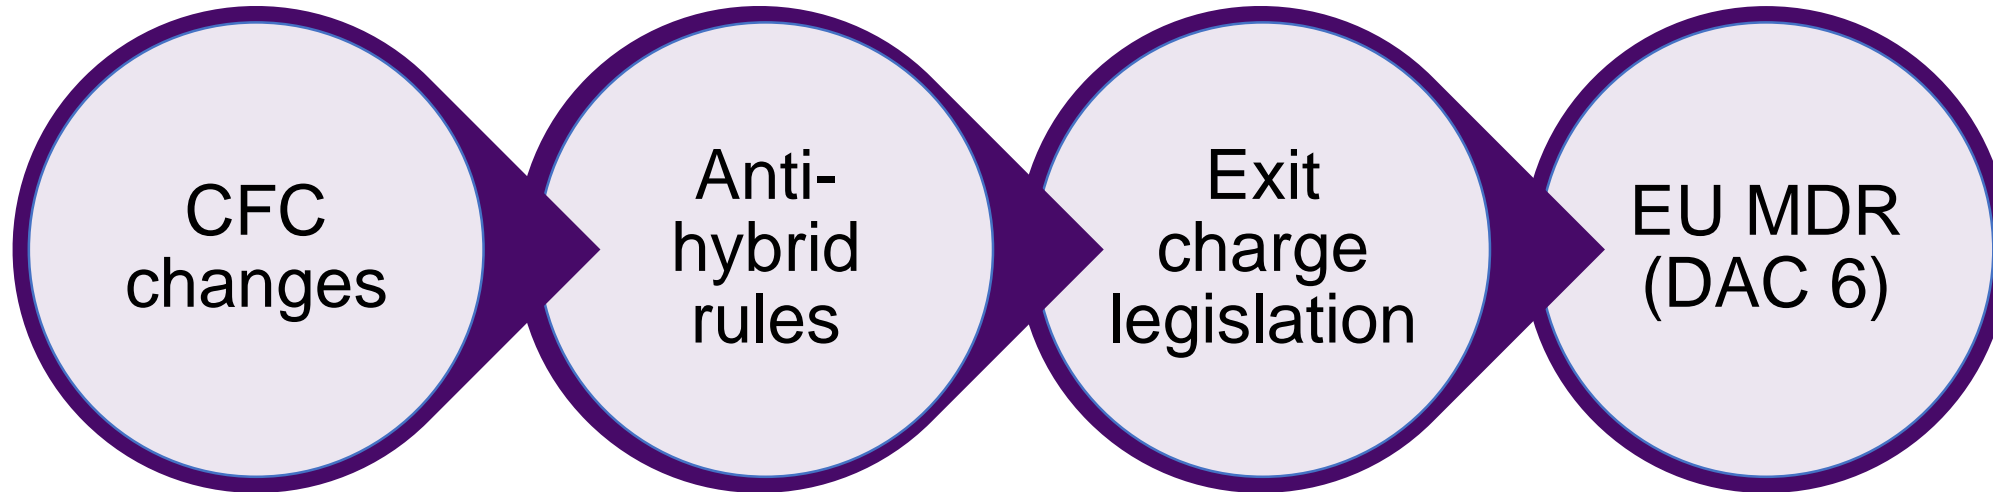 CFC
changes
Anti-
hybrid
rules
Exit
charge
legislation
EU MDR
(DAC 6)